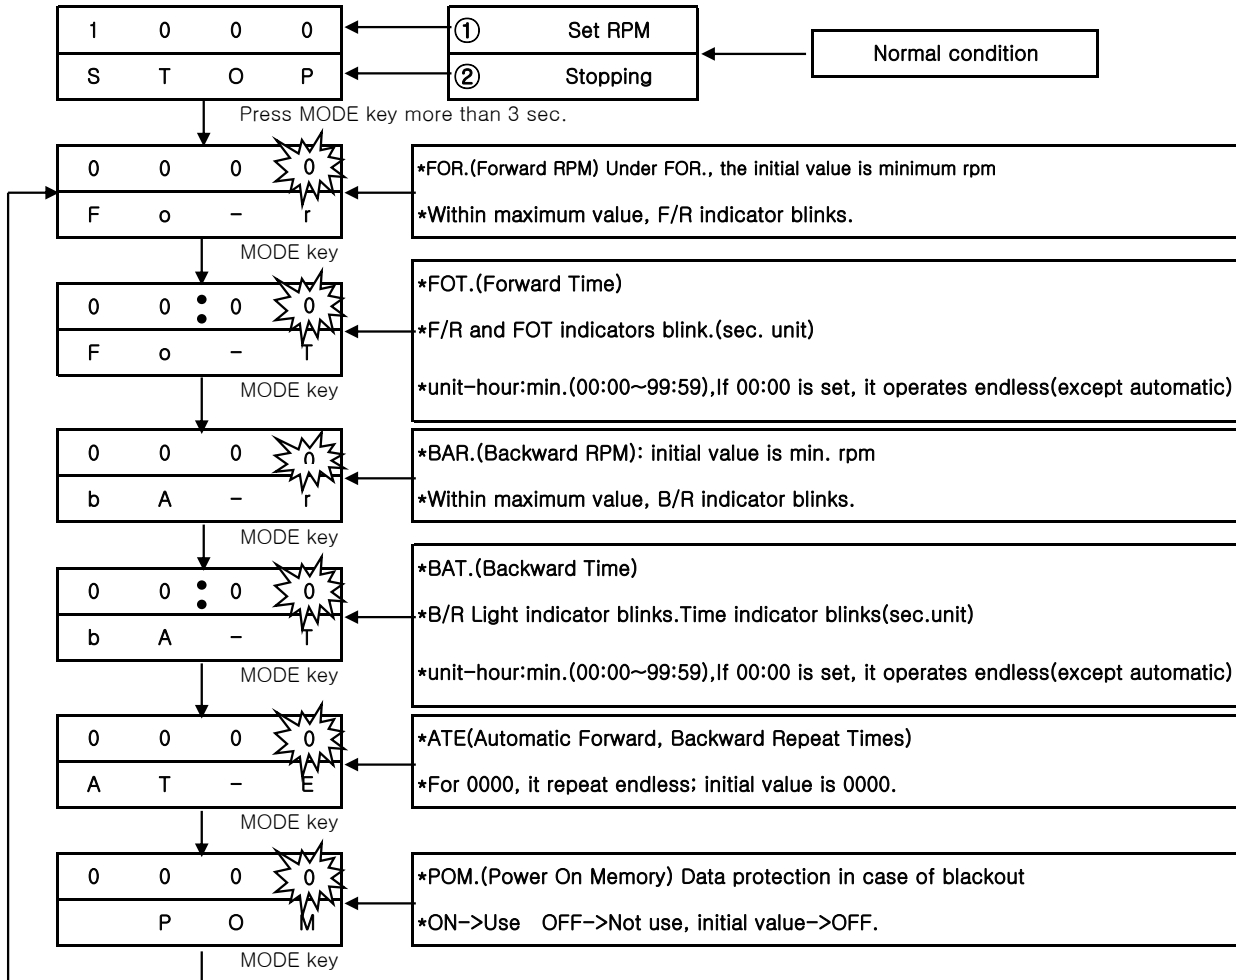 1 0 0 0
① Set RPM
Normal condition
S T O P
② Stopping
Press MODE key more than 3 sec.
0 0 0 0
*FOR.(Forward RPM) Under FOR., the initial value is minimum rpm
F o - r
*Within maximum value, F/R indicator blinks.
MODE key
*FOT.(Forward Time)
0 0 : 0 0
*F/R and FOT indicators blink.(sec. unit)
F o - T
MODE key
*unit-hour:min.(00:00~99:59),If 00:00 is set, it operates endless(except automatic)
0 0 0 0
*BAR.(Backward RPM): initial value is min. rpm
b A - r
*Within maximum value, B/R indicator blinks.
MODE key
*BAT.(Backward Time)
0 0 : 0 0
*B/R Light indicator blinks.Time indicator blinks(sec.unit)
b A - T
MODE key
*unit-hour:min.(00:00~99:59),If 00:00 is set, it operates endless(except automatic)
0 0 0 0
*ATE(Automatic Forward, Backward Repeat Times)
A T - E
*For 0000, it repeat endless; initial value is 0000.
MODE key
0 0 0 0
*POM.(Power On Memory) Data protection in case of blackout
P O M
*ON->Use OFF->Not use, initial value->OFF.
MODE key